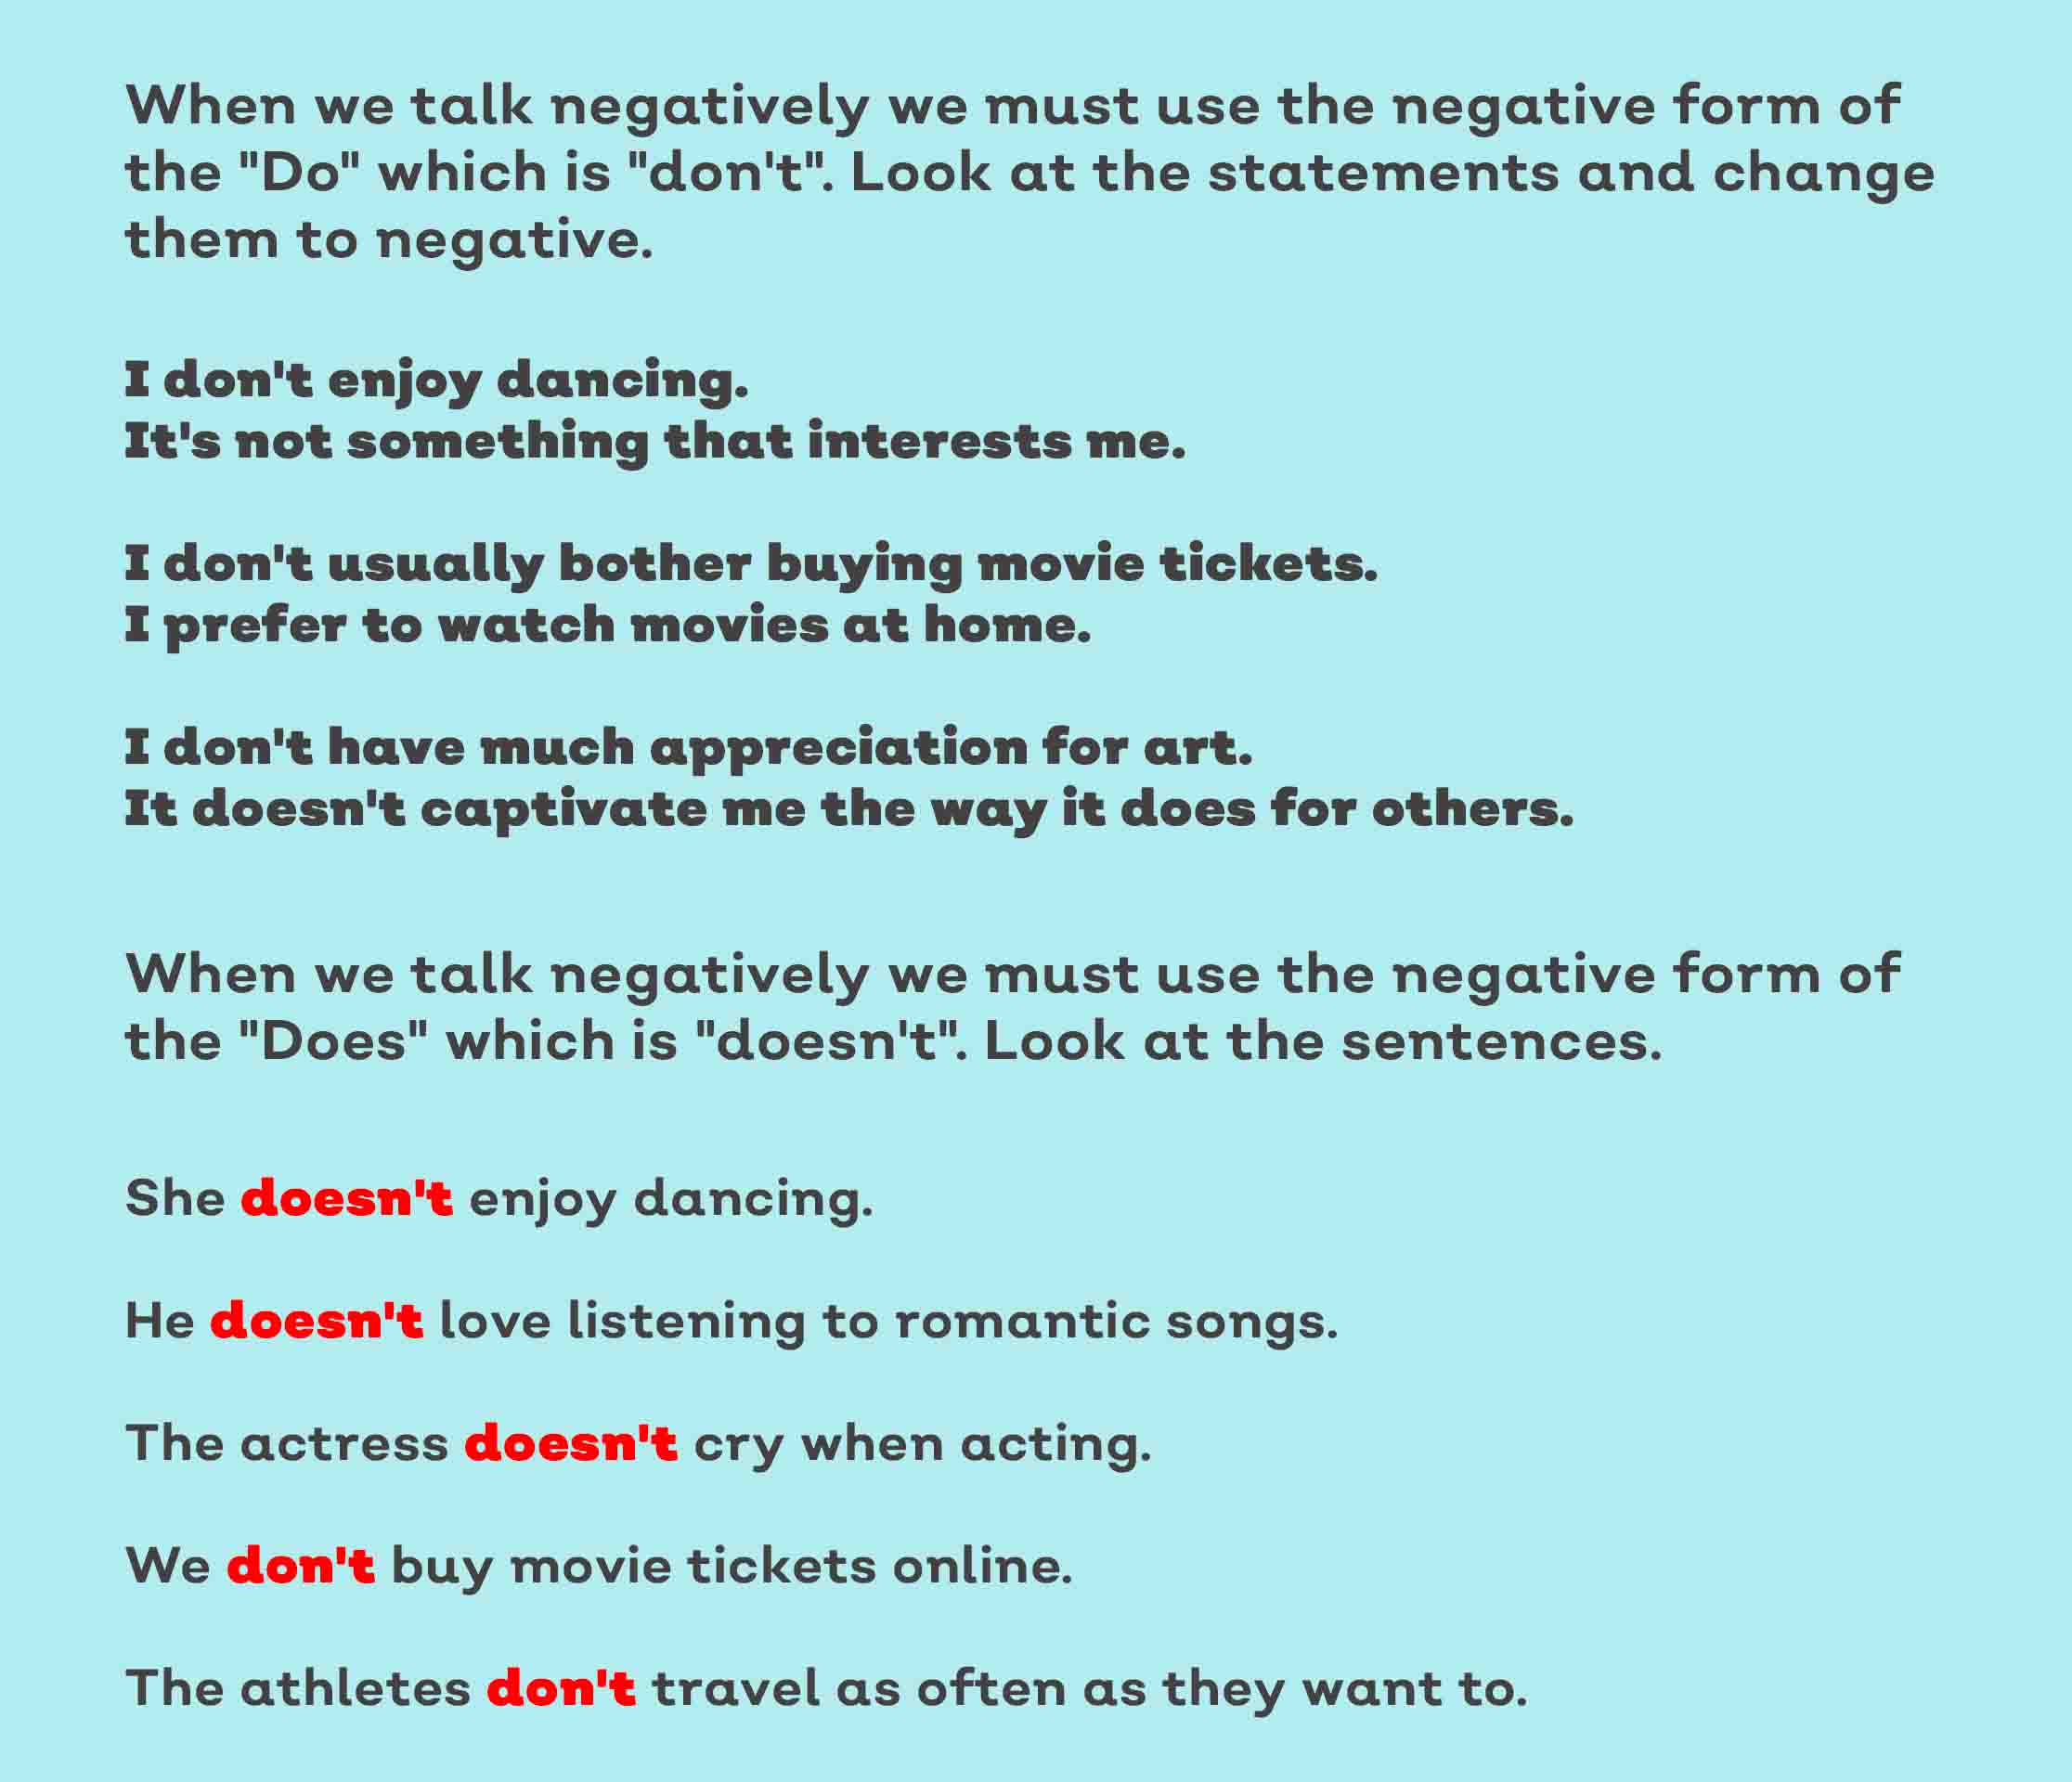 When we talk negatively we must use the negative form of
the "Do" which is "don't". Look at the statements and change
them to negative.
I don't enjoy dancing.
It's not something that interests me.
I don't usually bother buying movie tickets.
I prefer to watch movies at home.
I don't have much appreciation for art.
It doesn't captivate me the way it does for others.
When we talk negatively we must use the negative form of
the "Does" which is "doesn't". Look at the sentences.
She doesn't enjoy dancing.
He doesn't love listening to romantic songs.
The actress doesn't cry when acting.
We don't buy movie tickets online.
The athletes don't travel as often as they want to.